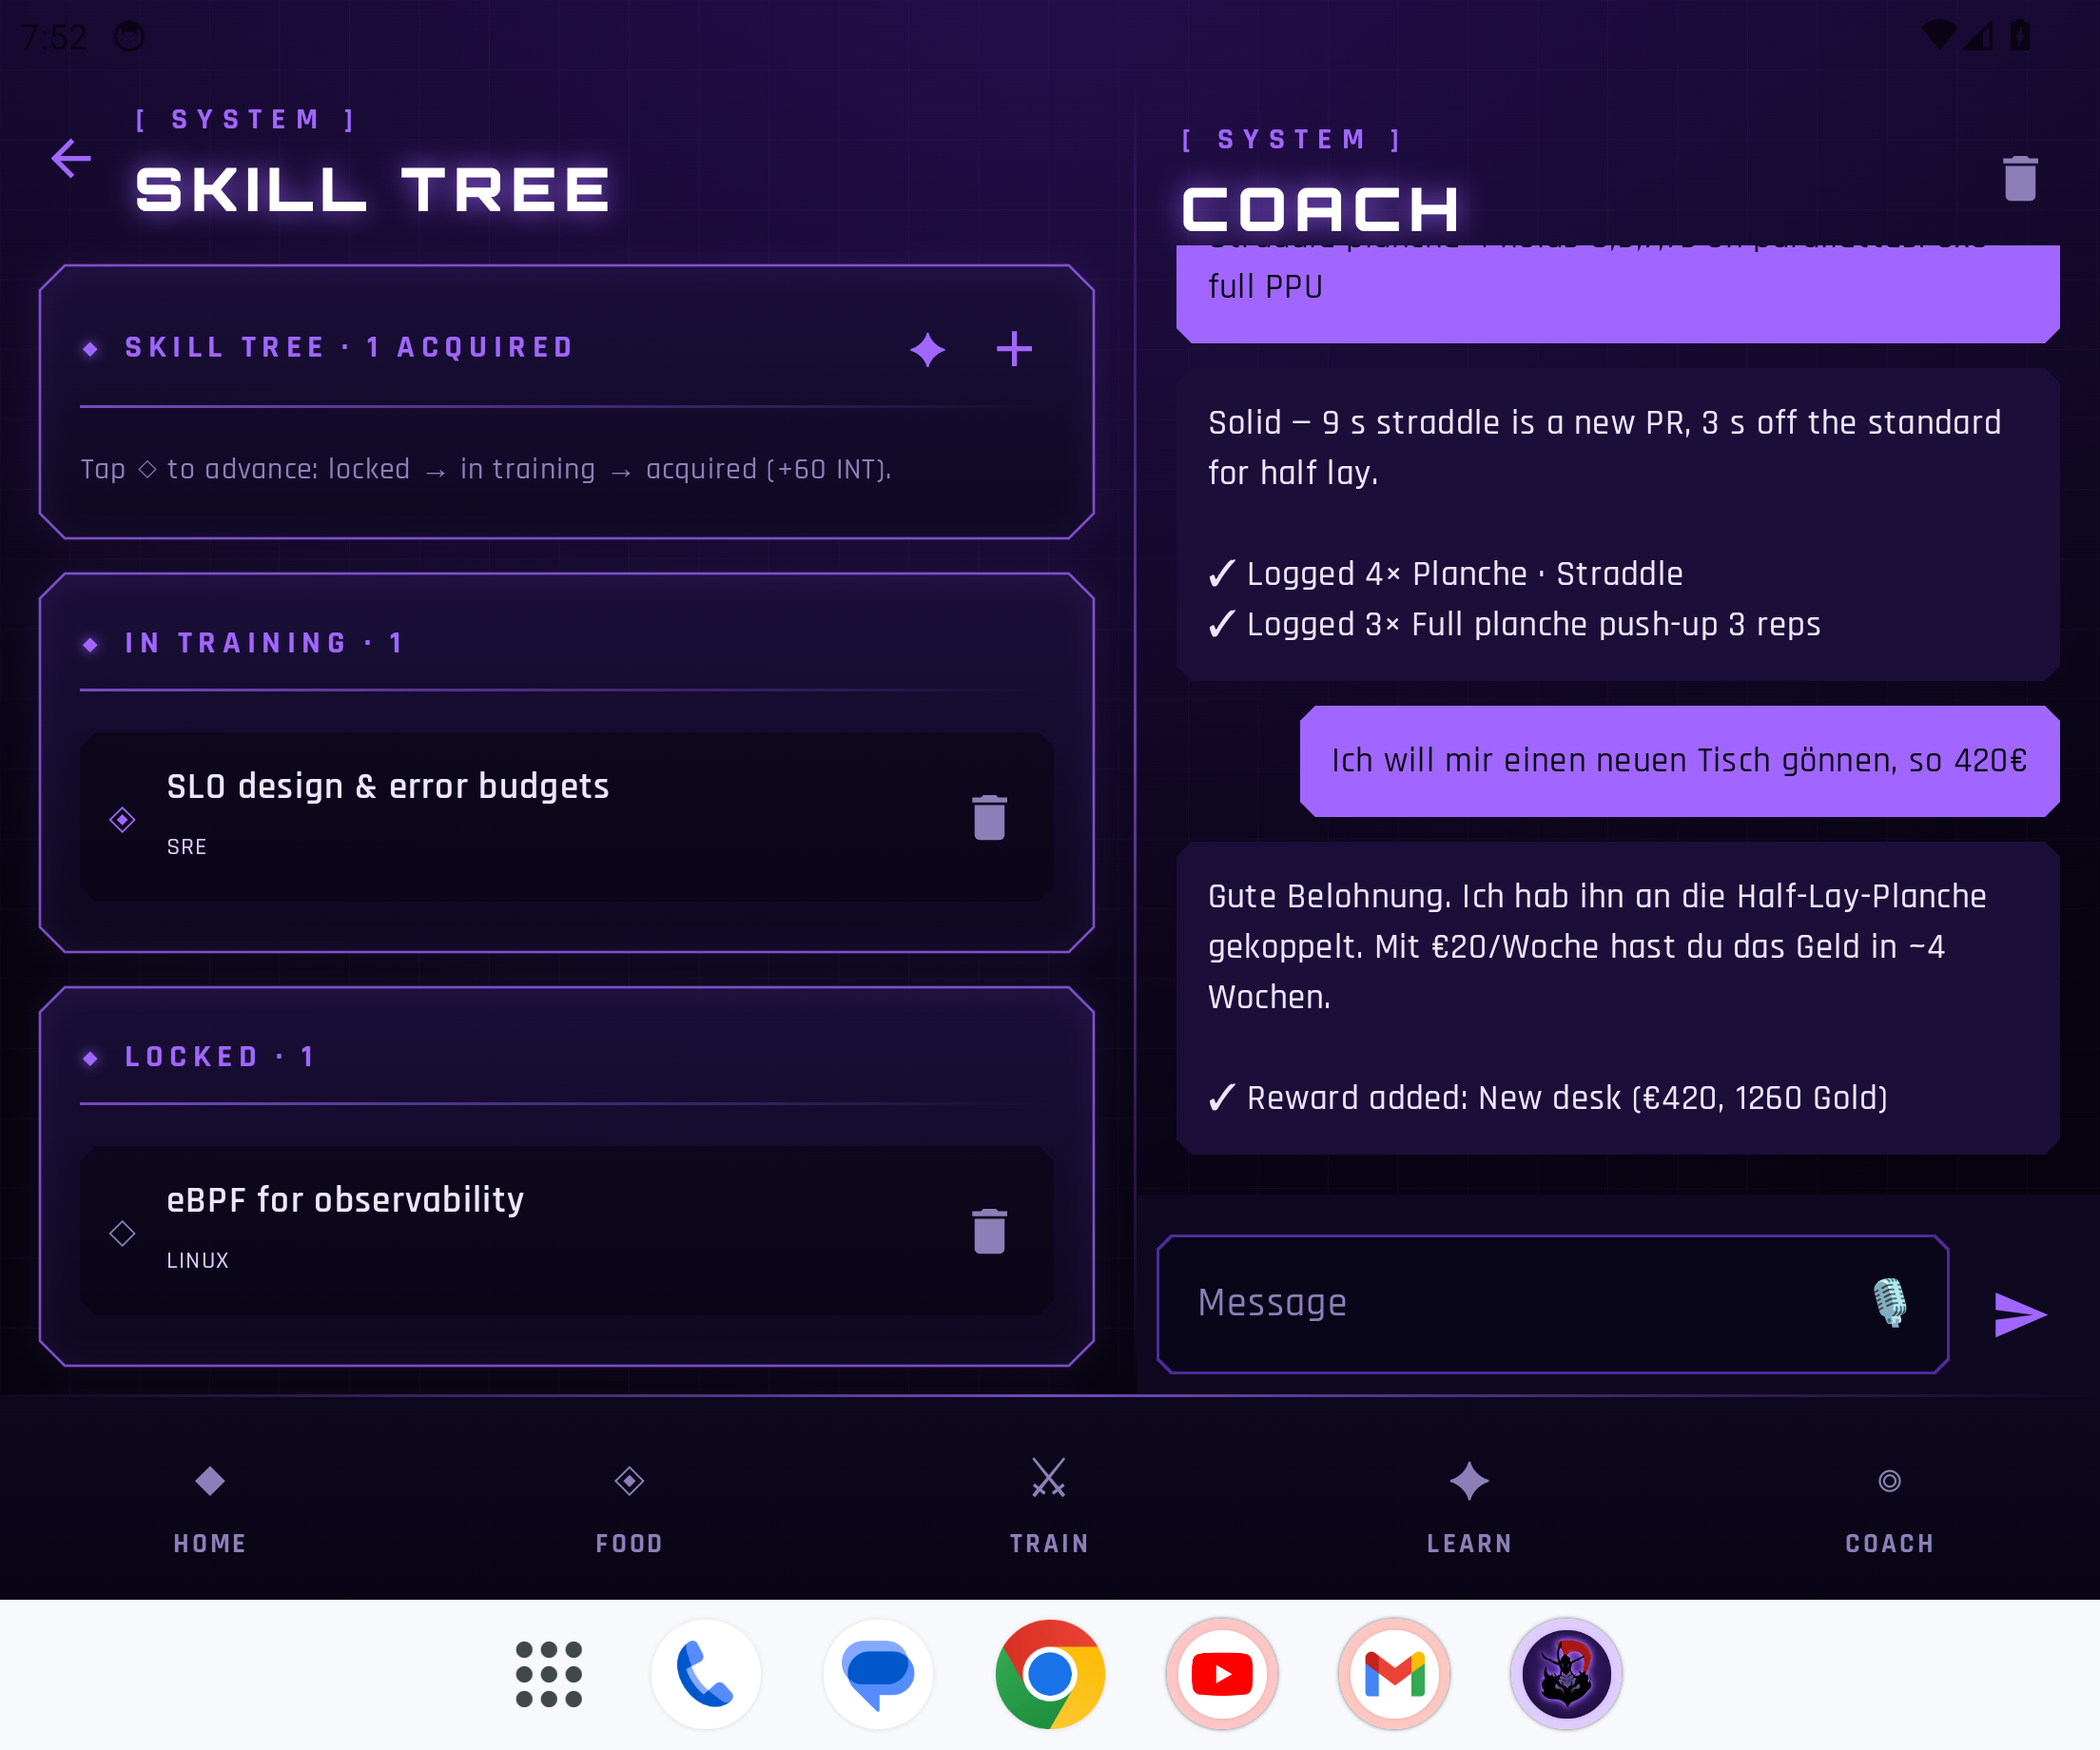 7:52
[ SYSTEM ]
SKILL TREE
SKILL TREE · 1 ACQUIRED
Tap ◇ to advance: locked → in training → acquired (+60 INT).
IN TRAINING · 1
SLO design & error budgets
SRE
LOCKED · 1
eBPF for observability
LINUX
[ SYSTEM ]
COACH
full PPU
Solid – 9 s straddle is a new PR, 3 s off the standard
for half lay.
✓ Logged 4× Planche · Straddle
✓ Logged 3× Full planche push-up 3 reps
Ich will mir einen neuen Tisch gönnen, so 420€
Gute Belohnung. Ich hab ihn an die Half-Lay-Planche
gekoppelt. Mit €20/Woche hast du das Geld in ~4
Wochen.
✓ Reward added: New desk (€420, 1260 Gold)
Message
HOME
FOOD
TRAIN
LEARN
COACH